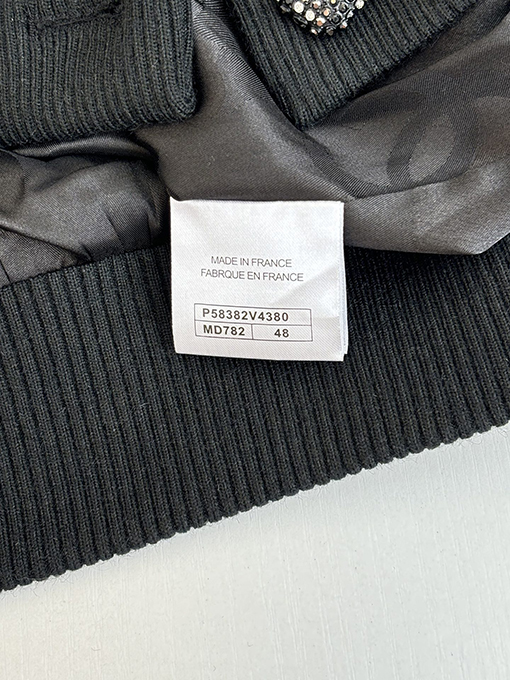 MADE IN FRANCE
FABRQUE EN FRANCE
P58382V4380
MD782 48